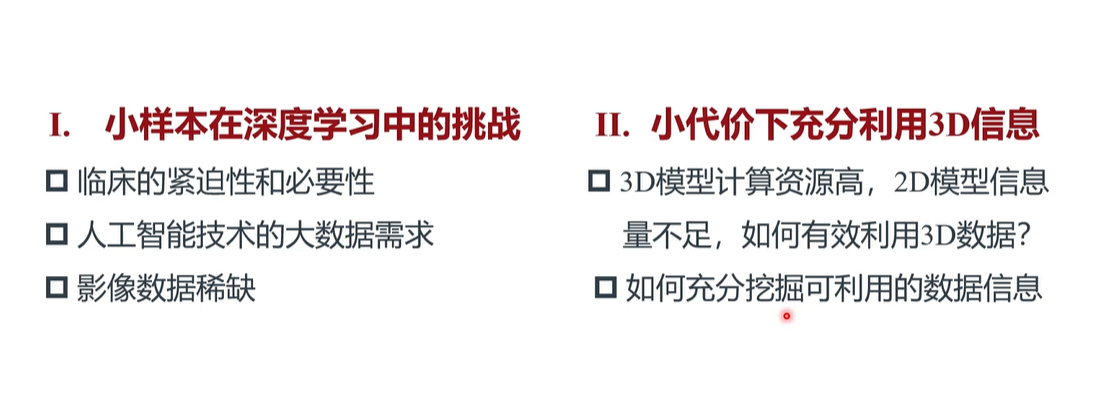 I. 小样本在深度学习中的挑战
临床的紧迫性和必要性
人工智能技术的大数据需求
影像数据稀缺
II. 小代价下充分利用3D信息
3D模型计算资源高，2D模型信息
量不足，如何有效利用3D数据？
如何充分挖掘可利用的数据信息